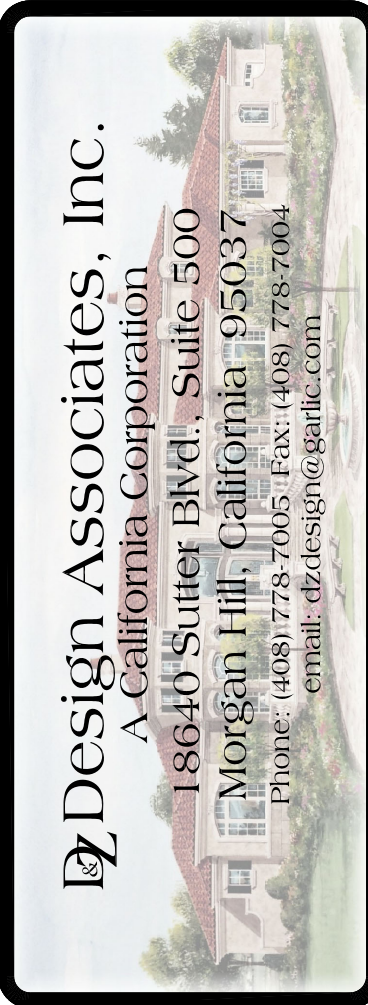 D&Z Design Associates, Inc.
A California Corporation
18640 Sutter Blvd., Suite 500
Morgan Hill, California 95037
Phone: (408) 778-7005 Fax: (408) 778-7004
email: dzdesign@garlic.com